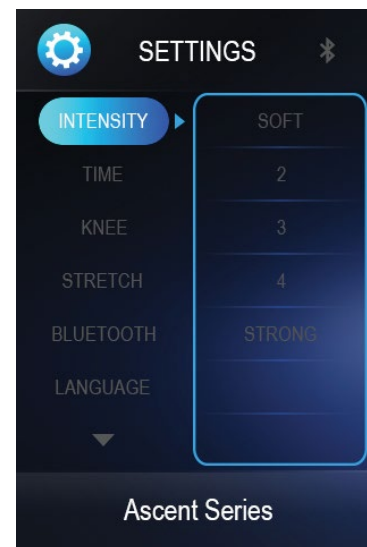 SETTINGS
INTENSITY SOFT
TIME 2
KNEE 3
STRETCH 4
BLUETOOTH STRONG
LANGUAGE
Ascent Series